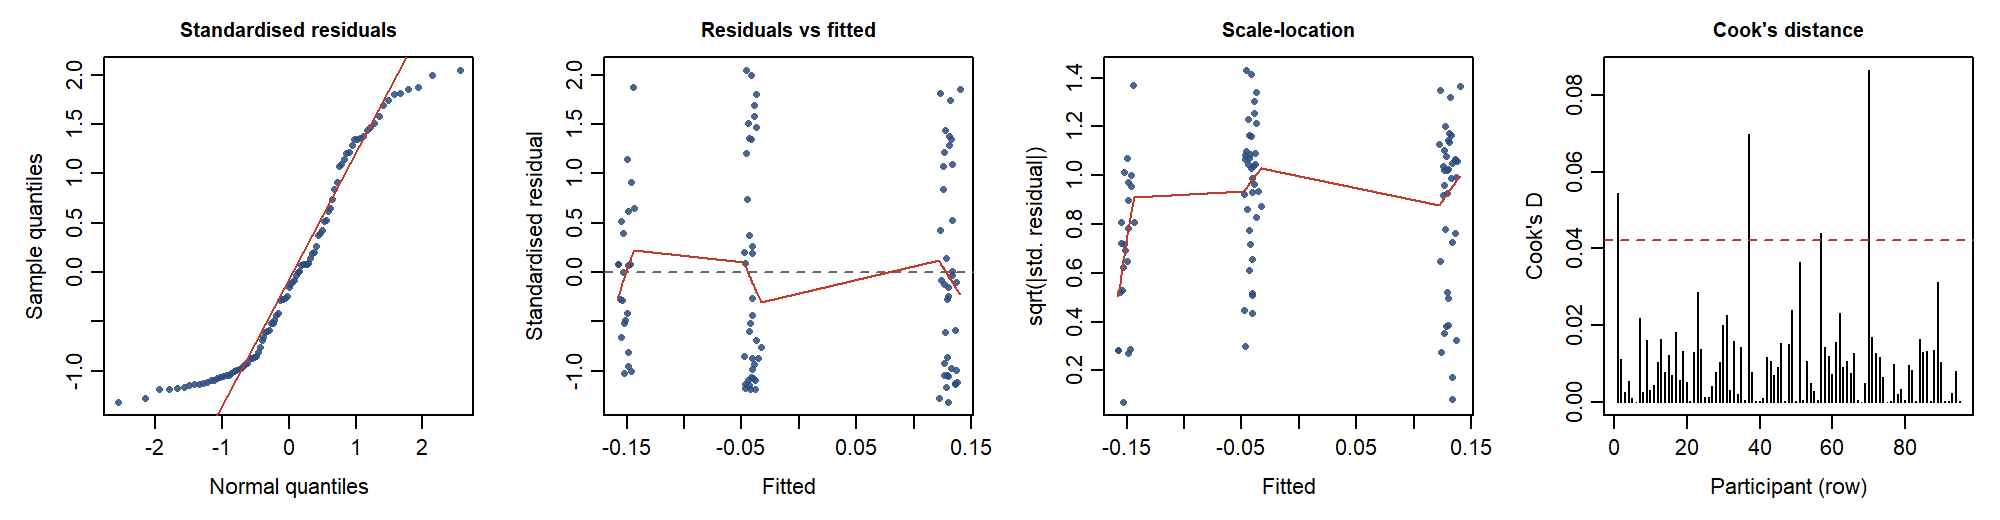 Standardised residuals
Sample quantiles
-1.0 0.0 0.5 1.0 1.5 2.0
-2 -1 0 1 2
Normal quantiles
Residuals vs fitted
Standardised residual
-1.0 0.0 0.5 1.0 1.5 2.0
-0.15 -0.05 0.05 0.15
Fitted
Scale-location
sqrt(|std. residual|)
0.2 0.4 0.6 0.8 1.0 1.2 1.4
-0.15 -0.05 0.05 0.15
Fitted
Cook's distance
Cook's D
0.00 0.02 0.04 0.06 0.08
0 20 40 60 80
Participant (row)